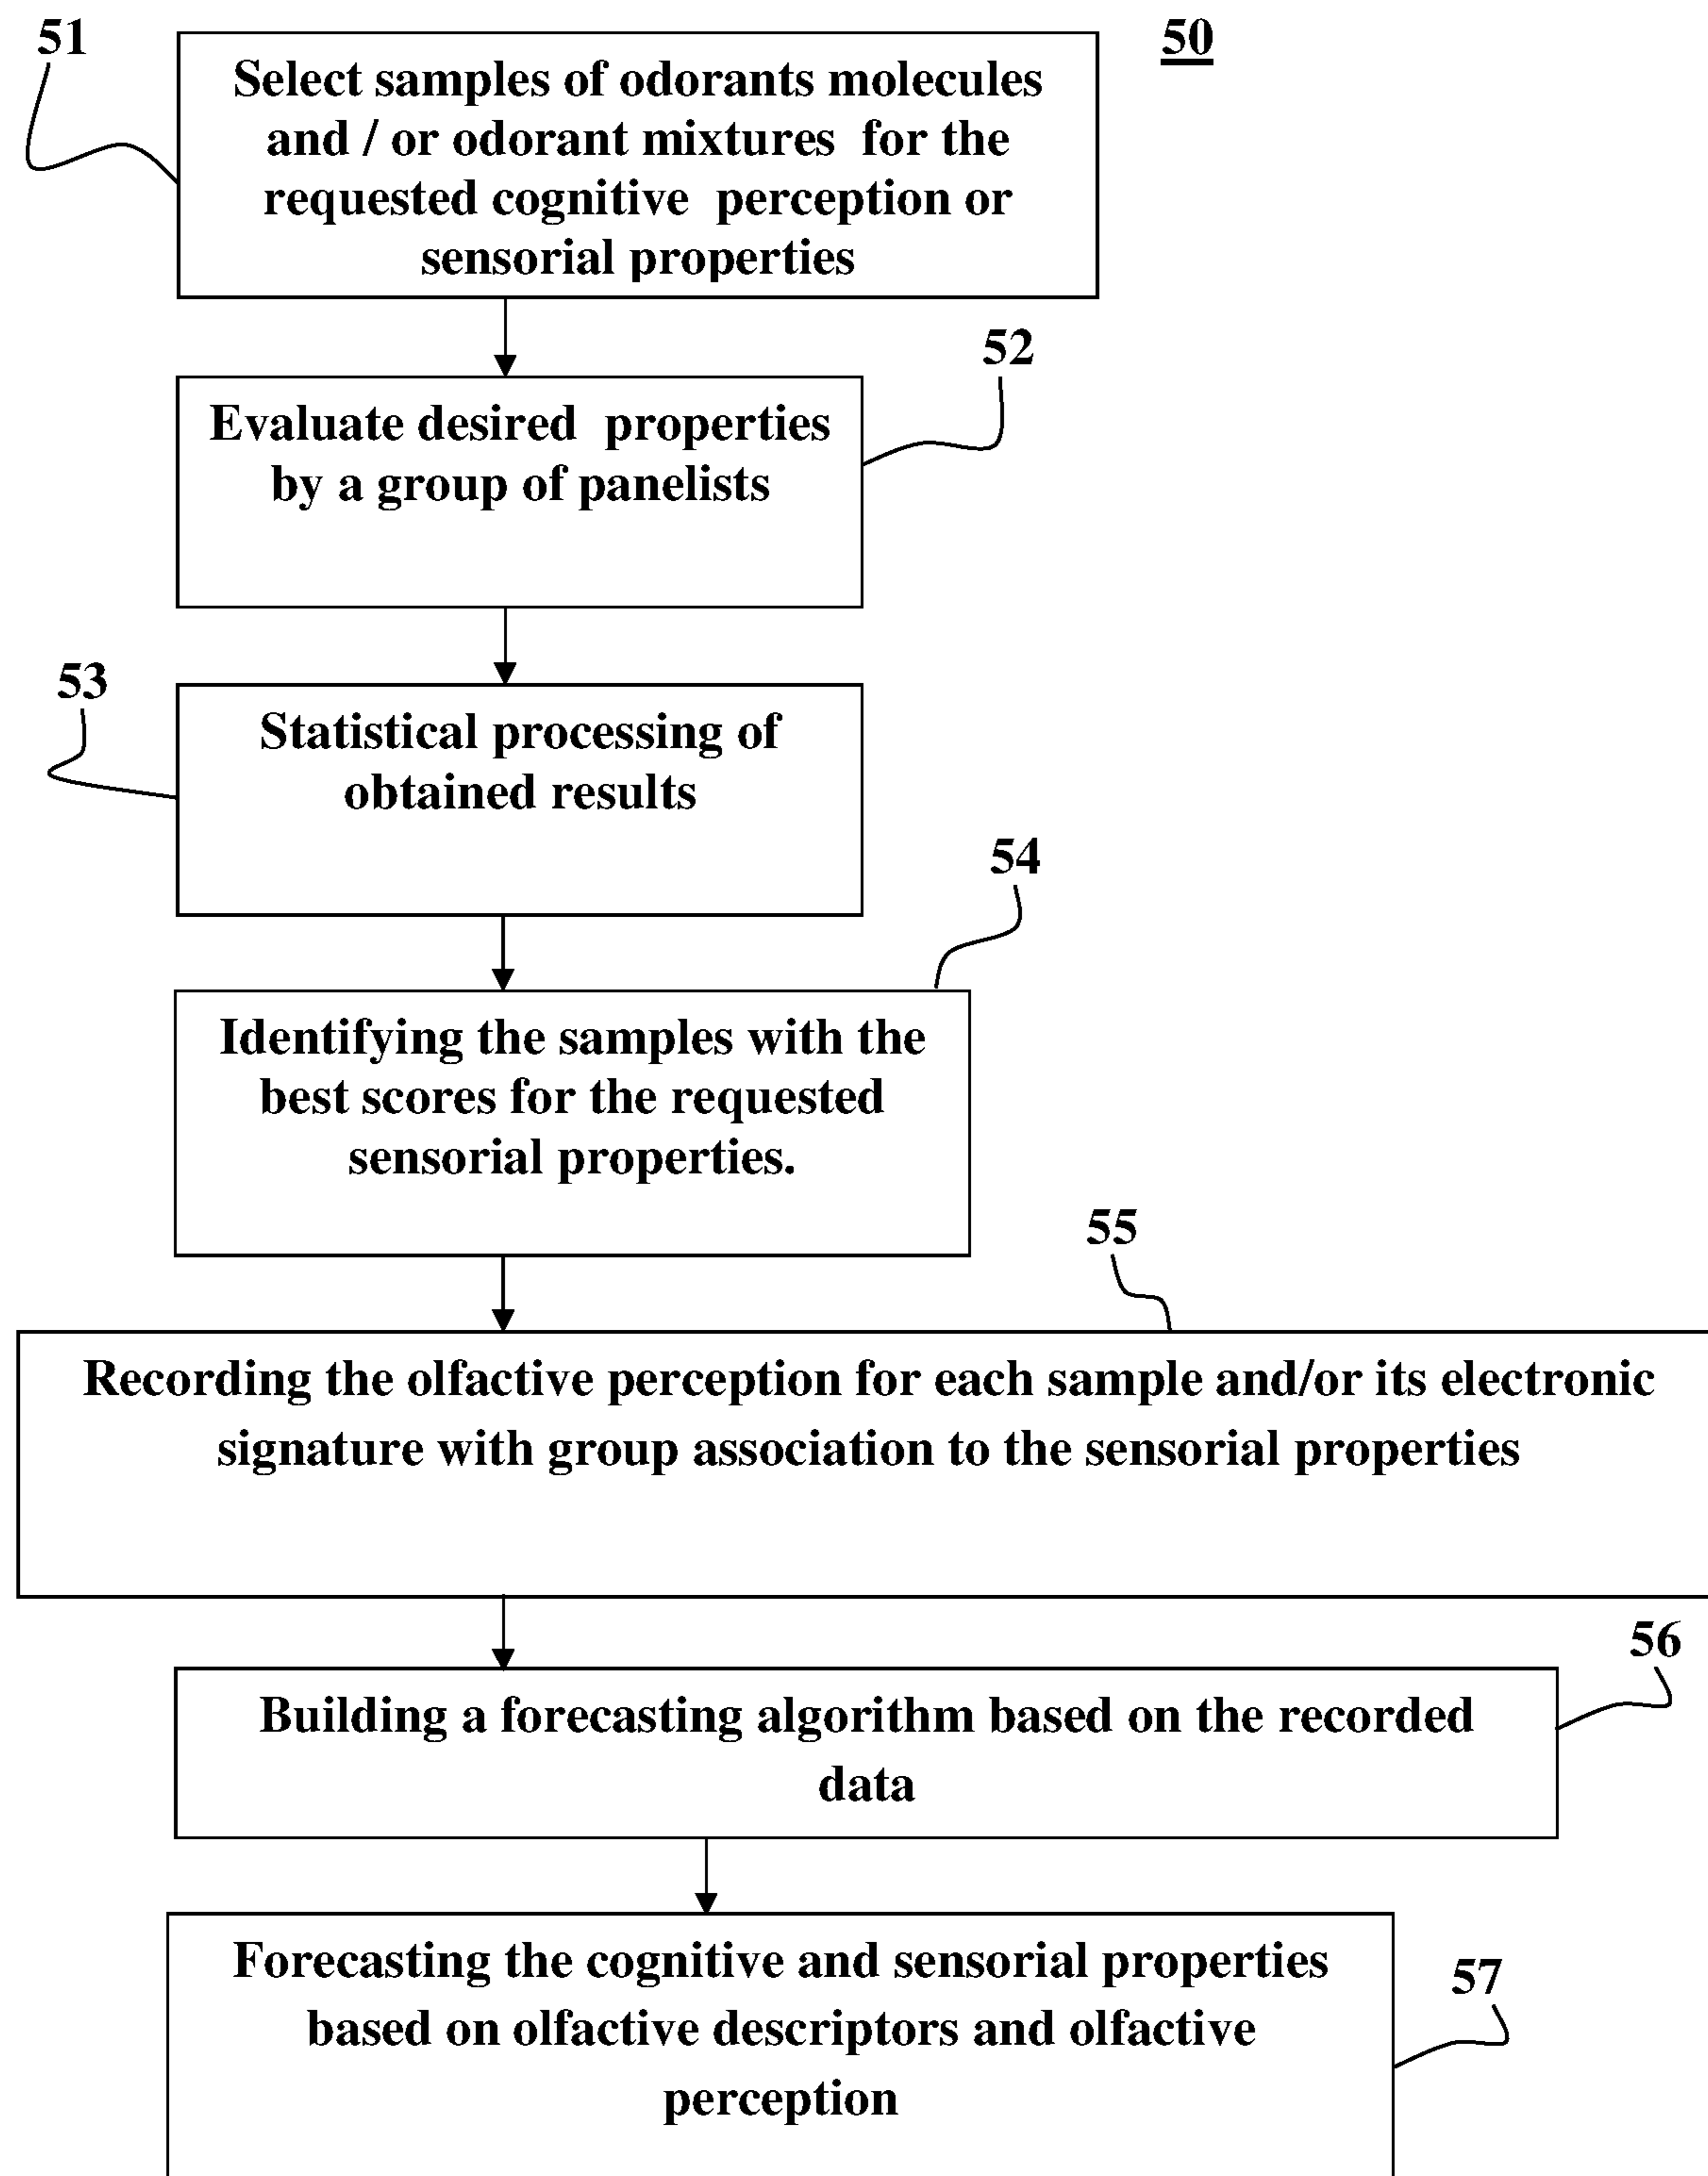 51
50
Select samples of odorants molecules
and / or odorant mixtures for the
requested cognitive perception or
sensorial properties
52
Evaluate desired properties
by a group of panelists
53
Statistical processing of
obtained results
54
Identifying the samples with the
best scores for the requested
sensorial properties.
55
Recording the olfactive perception for each sample and/or its electronic
signature with group association to the sensorial properties
56
Building a forecasting algorithm based on the recorded
data
Forecasting the cognitive and sensorial properties
57
based on olfactive descriptors and olfactive
perception